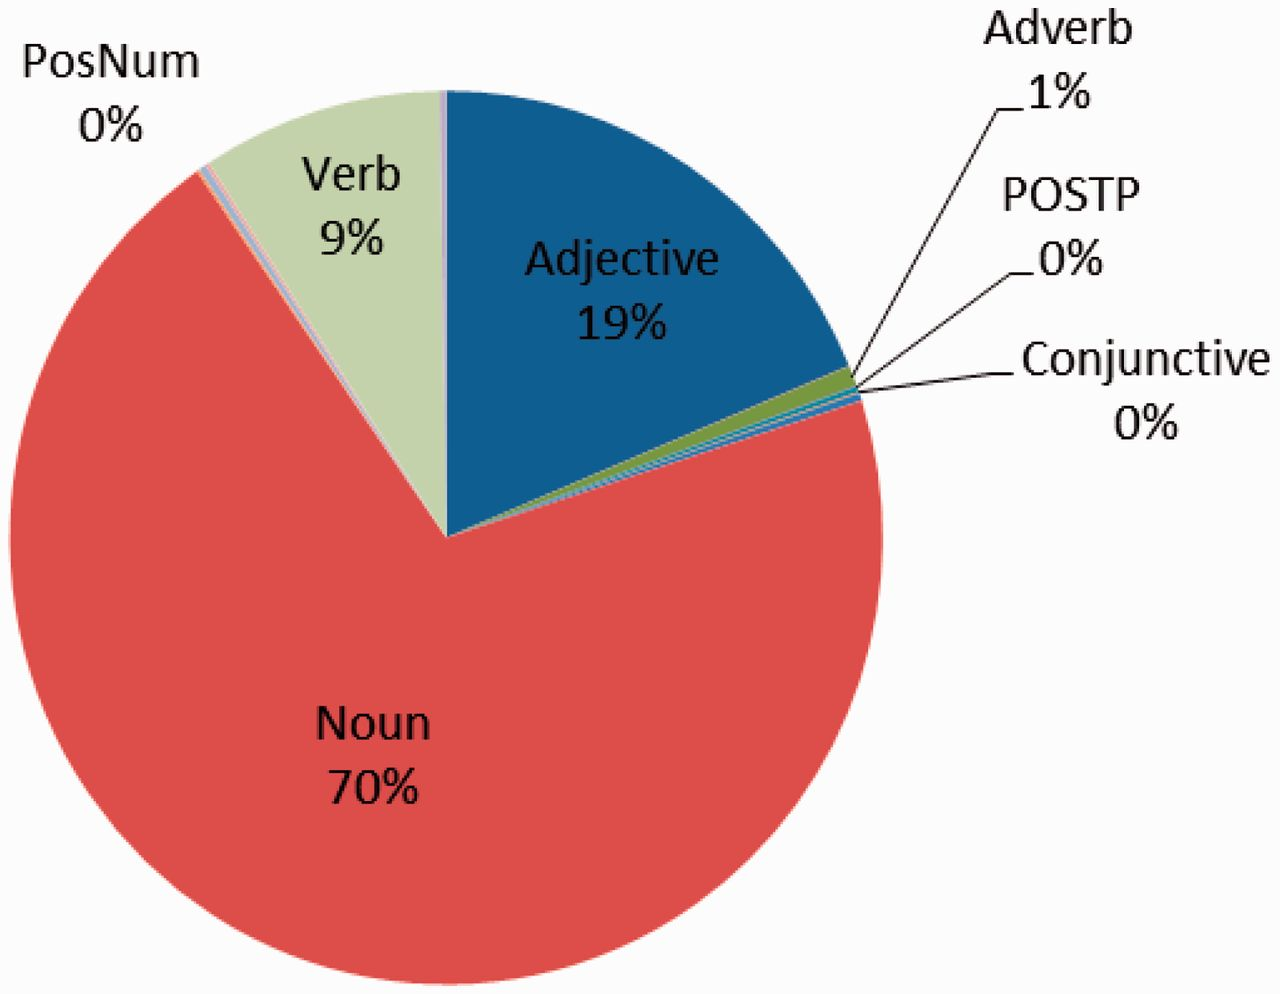 PosNum
0%
Verb
9%
Adjective
19%
Adverb
1%
POSTP
0%
Conjunctive
0%
Noun
70%